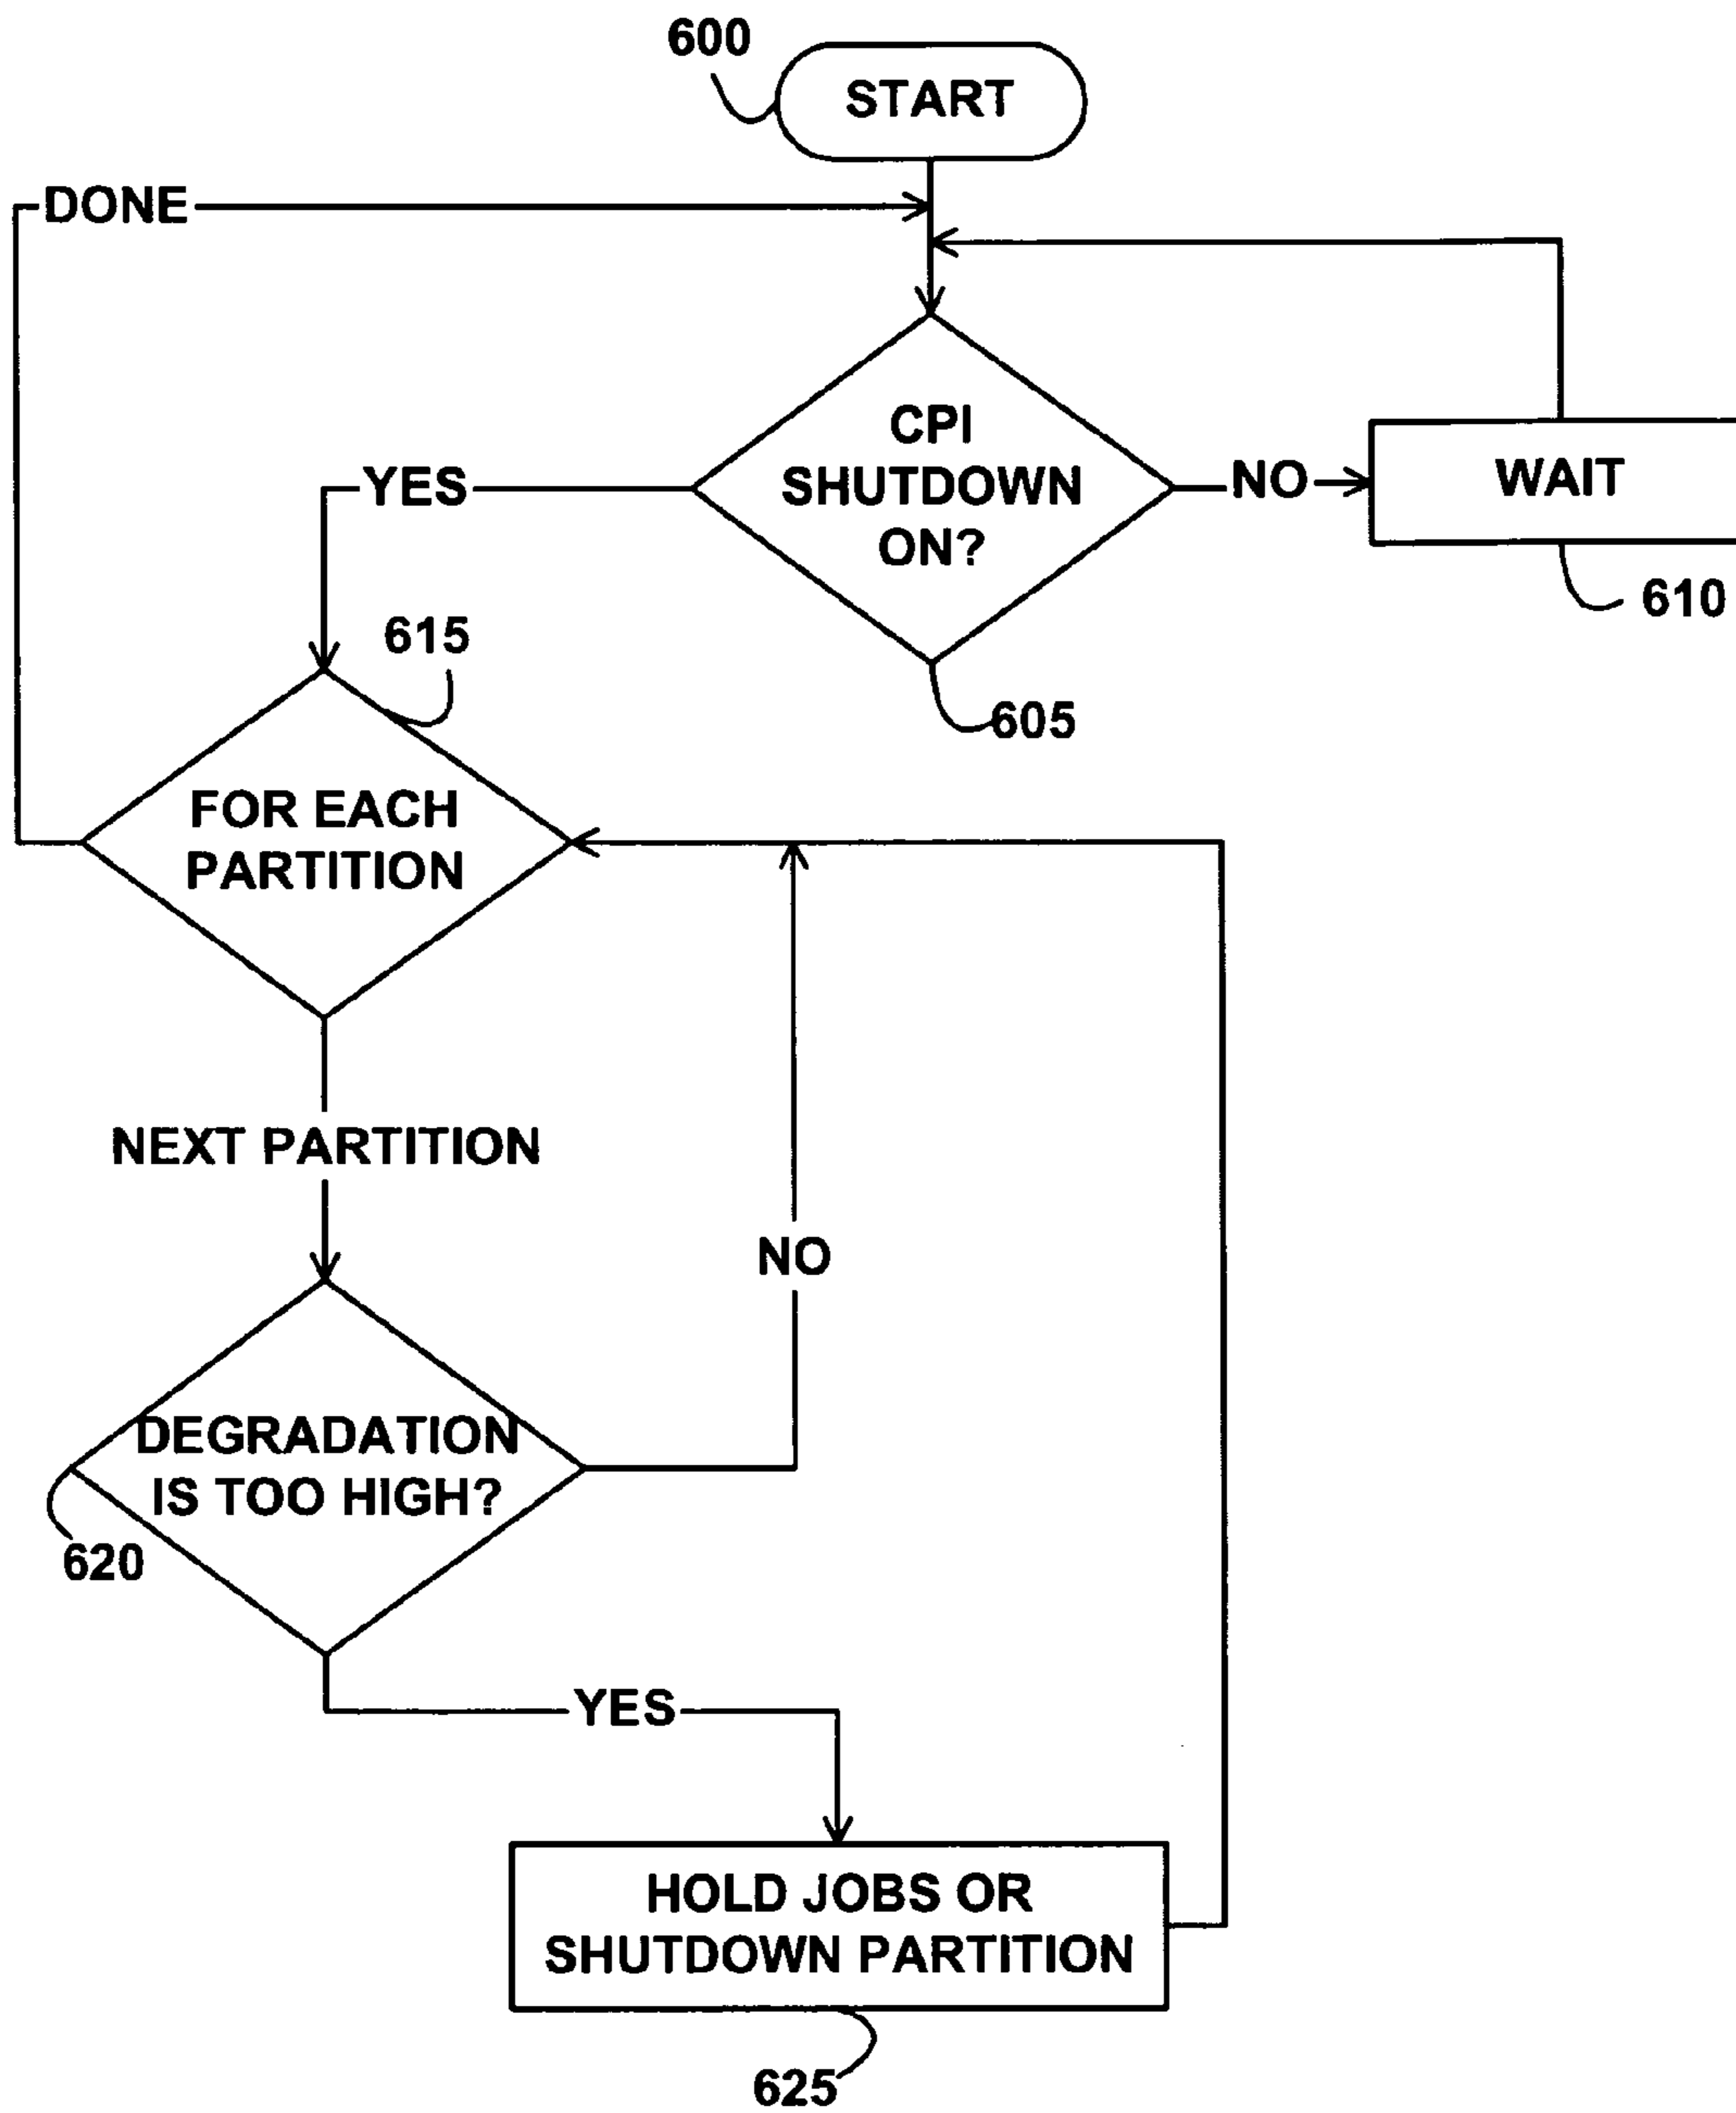 600
START
DONE
CPI
SHUTDOWN
ON?
YES
NO
WAIT
610
615
605
FOR EACH
PARTITION
NEXT PARTITION
NO
DEGRADATION
IS TOO HIGH?
620
YES
HOLD JOBS OR
SHUTDOWN PARTITION
625